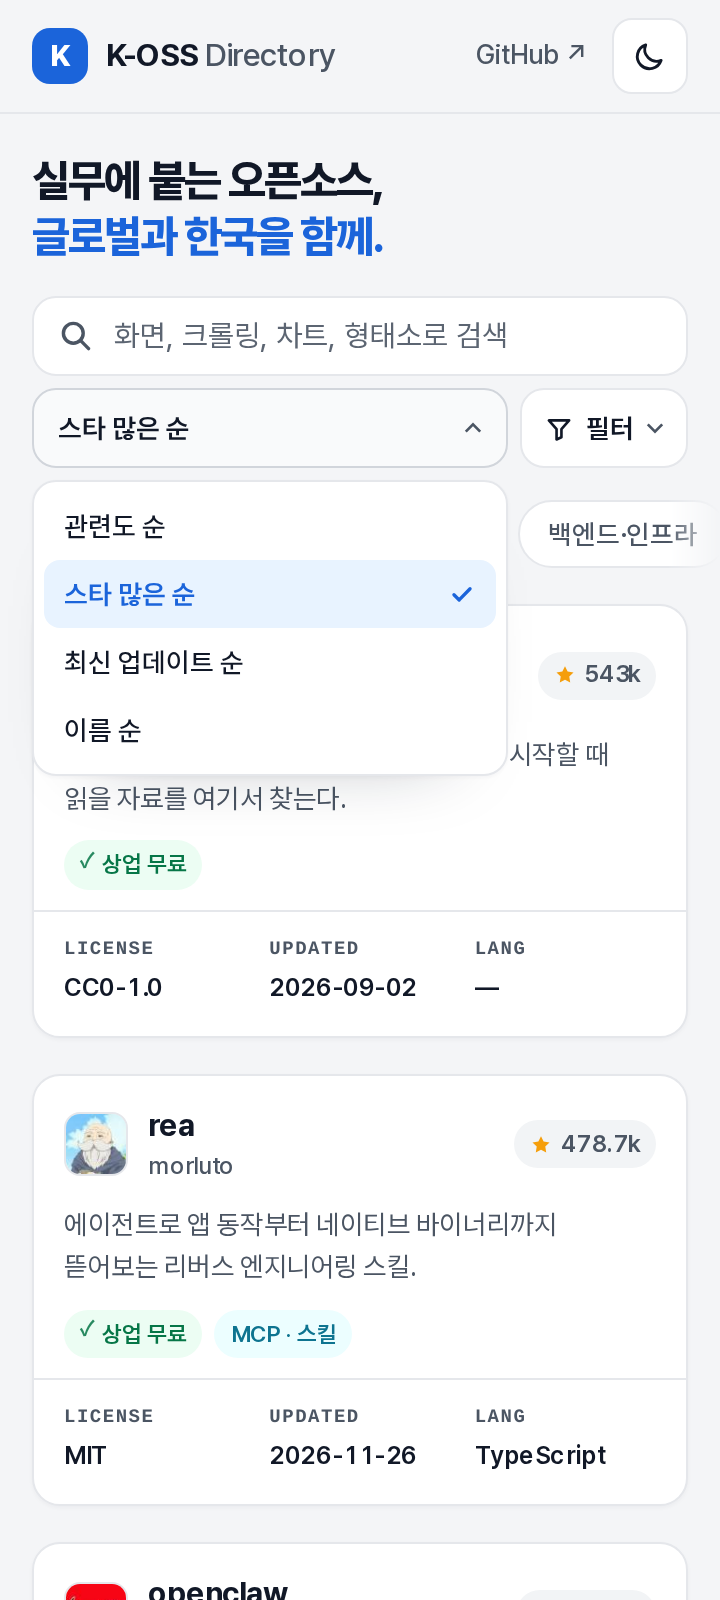 K
K-OSS Directory
GitHub ↗
실무에 붙는 오픈소스,
글로벌과 한국을 함께.
화면, 크롤링, 차트, 형태소로 검색
스타 많은 순
필터
관련도 순
스타 많은 순
최신 업데이트 순
이름 순
백엔드·인프라
543k
시작할 때
읽을 자료를 여기서 찾는다.
✓ 상업 무료
LICENSE UPDATED LANG
CC0-1.0 2026-09-02 —
rea
morluto
478.7k
에이전트로 앱 동작부터 네이티브 바이너리까지
뜯어보는 리버스 엔지니어링 스킬.
✓ 상업 무료 MCP · 스킬
LICENSE UPDATED LANG
MIT 2026-11-26 TypeScript
openclaw